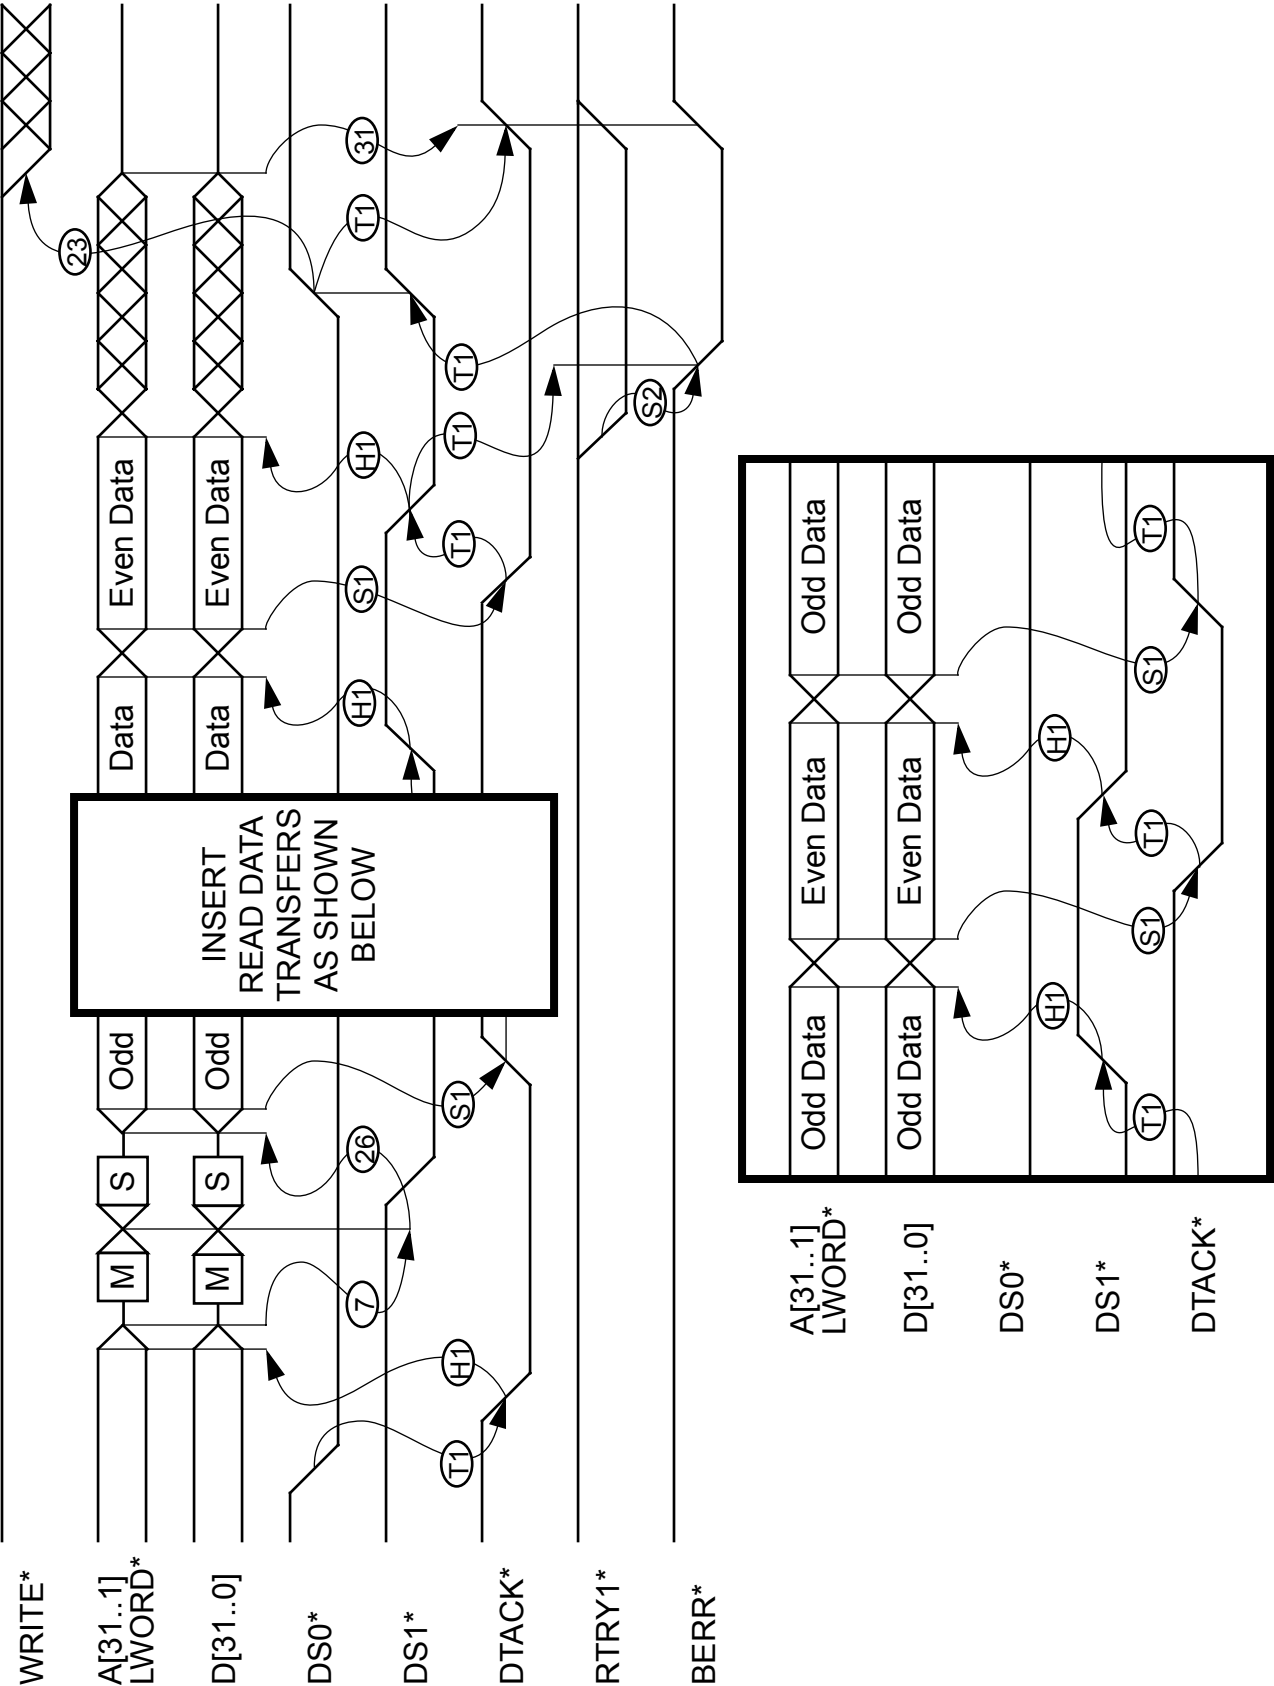 WRITE*
23
A[31..1]
LWORD*
M
S
Odd
Data
Even Data
D[31..0]
M
S
Odd
Data
Even Data
INSERT
READ DATA
TRANSFERS
AS SHOWN
BELOW
DS0*
7
26
H1
S1
H1
T1
31
DS1*
T1
H1
S1
T1
T1
T1
DTACK*
RTRY1*
S2
BERR*
A[31..1]
LWORD*
Odd Data
Even Data
Odd Data
D[31..0]
Odd Data
Even Data
Odd Data
DS0*
H1
H1
DS1*
T1
S1
T1
S1
T1
DTACK*